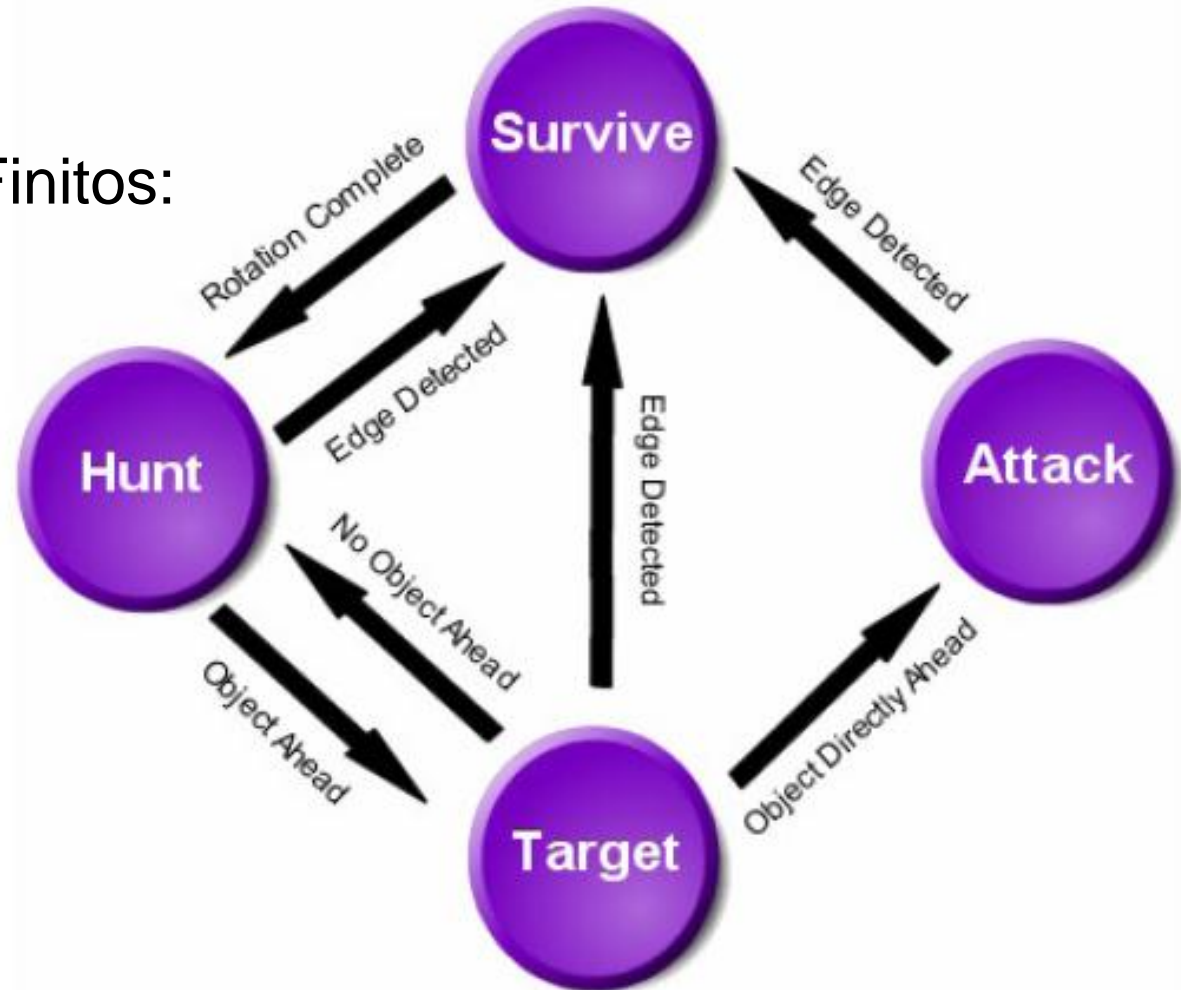 Finitos:
Survive
Rotation Complete
Edge Detected
Edge Detected
Hunt
Edge Detected
Attack
No Object Ahead
Object Ahead
Object Directly Ahead
Target